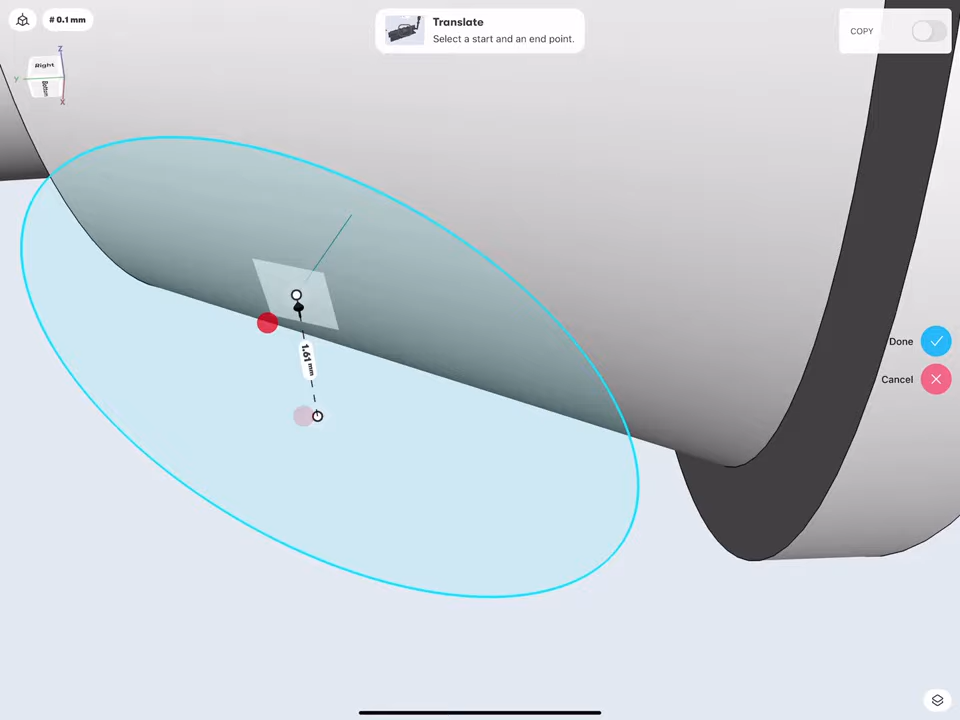 # 0.1 mm
Translate
Select a start and an end point.
COPY
Z
Right
y
Bottom
X
Done
1.61 mm
Cancel